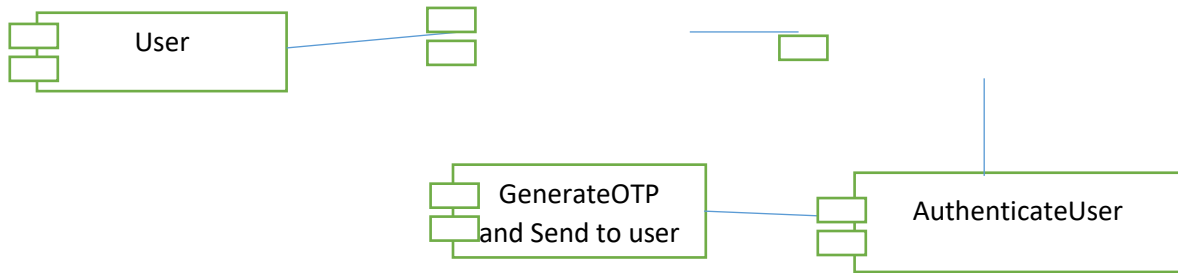 User
GenerateOTP
and Send to user
AuthenticateUser